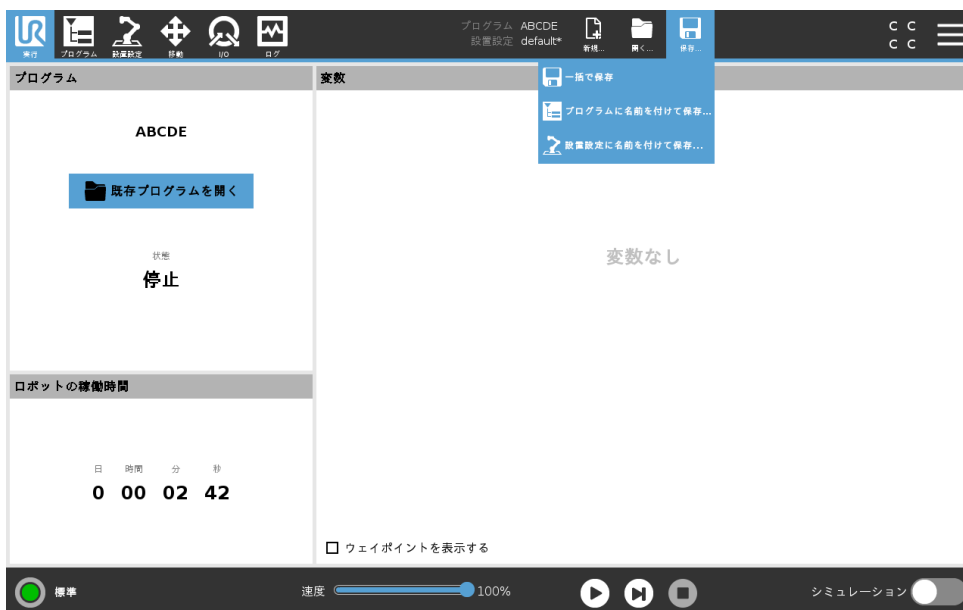 UR
実行
プログラム
設置設定
移動
I/O
ログ
プログラム ABCDE
設置設定 default*
新規...
開く...
保存...
C C
C C
一括で保存
プログラムに名前を付けて保存...
設置設定に名前を付けて保存...
プログラム
ABCDE
既存プログラムを開く
状態
停止
ロボットの稼働時間
日 時間 分 秒
0 00 02 42
変数
変数なし
ウェイポイントを表示する
標準
速度 100%
シミュレーション